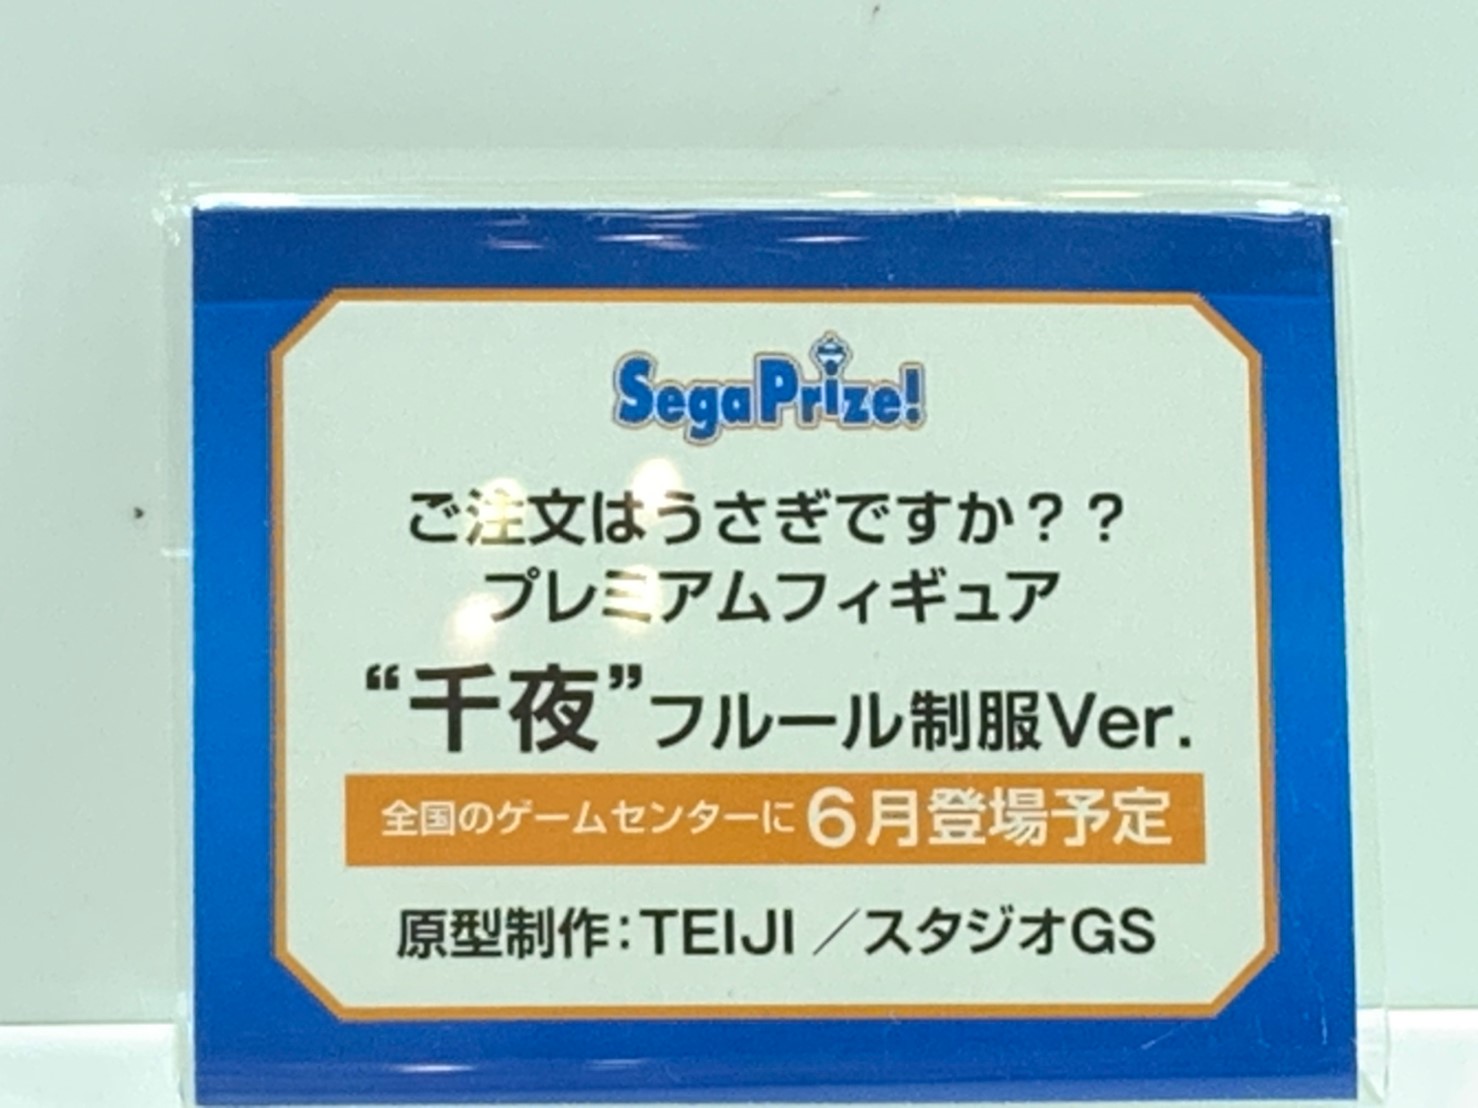 SegaPrize!
ご注文はうさぎですか？？
プレミアムフィギュア
“千夜”フルール制服Ver.
全国のゲームセンターに6月登場予定
原型制作：TEIJI／スタジオGS